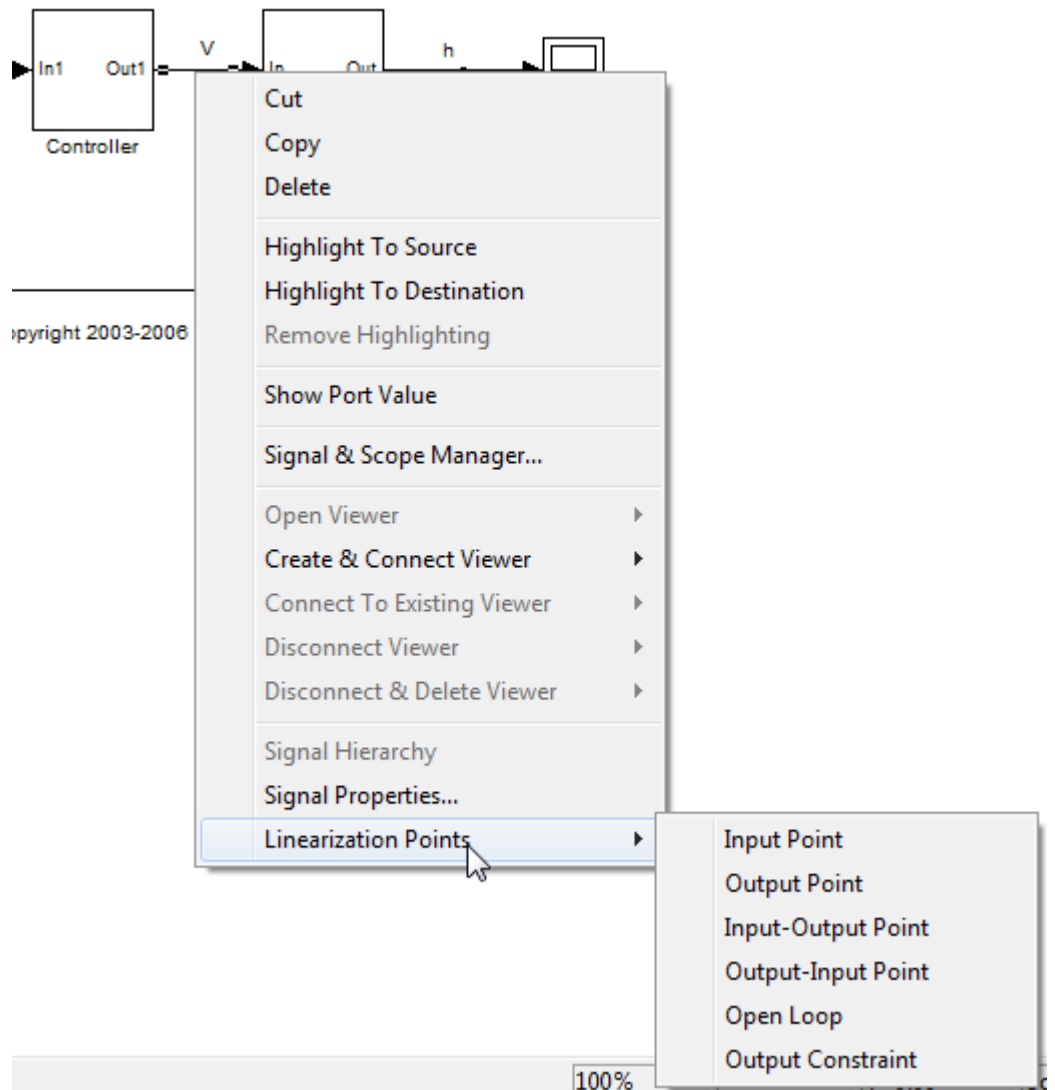 V
h
In1 Out1
In Out
Controller
Cut
Copy
Delete
Highlight To Source
Highlight To Destination
opyright 2003-2006
Remove Highlighting
Show Port Value
Signal & Scope Manager...
Open Viewer
Create & Connect Viewer
Connect To Existing Viewer
Disconnect Viewer
Disconnect & Delete Viewer
Signal Hierarchy
Signal Properties...
Linearization Points
Input Point
Output Point
Input-Output Point
Output-Input Point
Open Loop
Output Constraint
100%